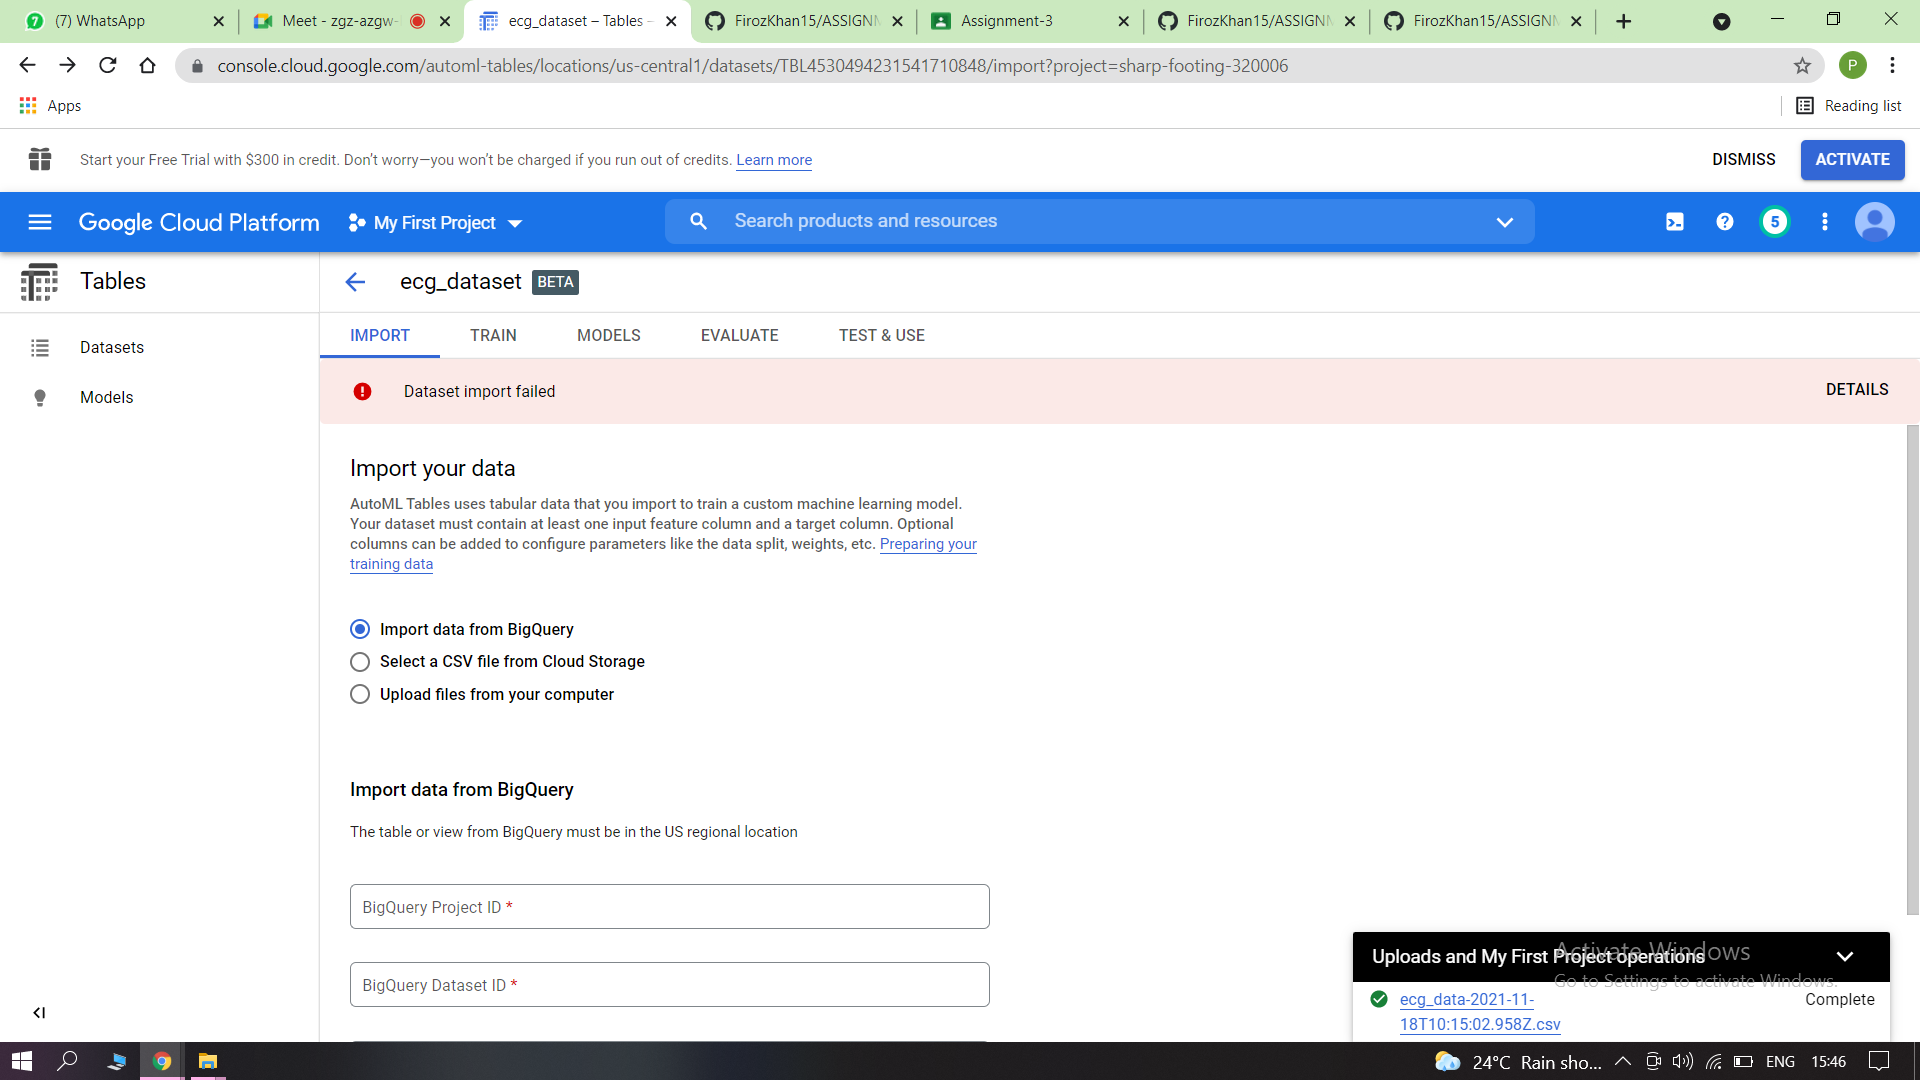 (7) WhatsApp
Meet - zgz-azgw-
ecg_dataset – Tables –
FirozKhan15/ASSIGNM
Assignment-3
FirozKhan15/ASSIGNM
FirozKhan15/ASSIGNM
console.cloud.google.com/automl-tables/locations/us-central1/datasets/TBL4530494231541710848/import?project=sharp-footing-320006
P
Apps
Reading list
Start your Free Trial with $300 in credit. Don't worry—you won't be charged if you run out of credits. Learn more
DISMISS
ACTIVATE
Google Cloud Platform
My First Project
Search products and resources
5
Tables
ecg_dataset BETA
Datasets
Models
IMPORT
TRAIN
MODELS
EVALUATE
TEST & USE
Dataset import failed
DETAILS
Import your data
AutoML Tables uses tabular data that you import to train a custom machine learning model.
Your dataset must contain at least one input feature column and a target column. Optional
columns can be added to configure parameters like the data split, weights, etc. Preparing your
training data
Import data from BigQuery
Select a CSV file from Cloud Storage
Upload files from your computer
Import data from BigQuery
The table or view from BigQuery must be in the US regional location
BigQuery Project ID *
BigQuery Dataset ID *
Uploads and My First Project operations
Activate Windows
Go to Settings to activate Windows.
ecg_data-2021-11-
18T10:15:02.958Z.csv
Complete
24°C Rain sho...
ENG
15:46